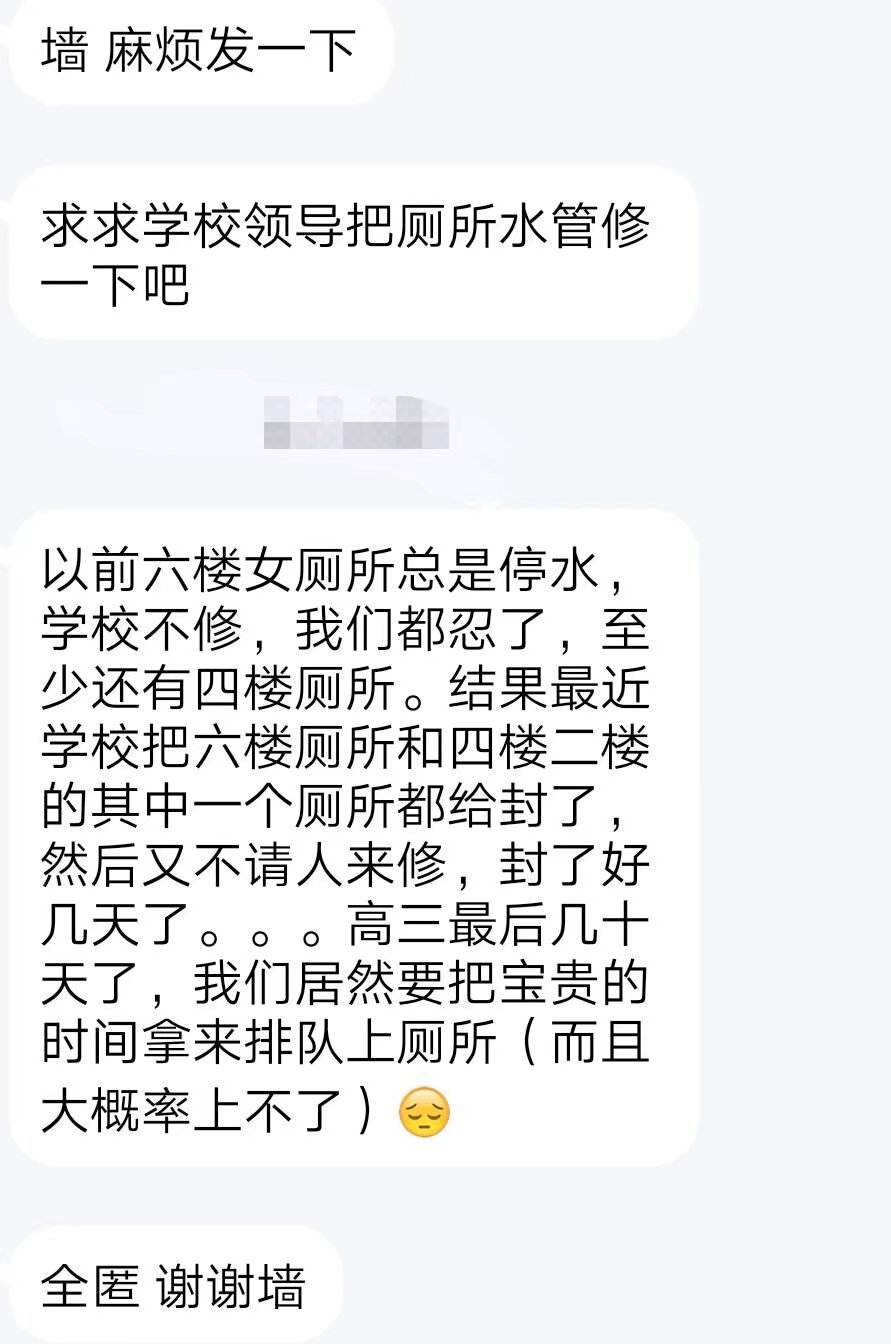 墙 麻烦发一下
求求学校领导把厕所水管修
一下吧
以前六楼女厕所总是停水，
学校不修，我们都忍了，至
少还有四楼厕所。结果最近
学校把六楼厕所和四楼二楼
的其中一个厕所都给封了，
然后又不请人来修，封了好
几天了。。。高三最后几十
天了，我们居然要把宝贵的
时间拿来排队上厕所（而且
大概率上不了）😔
全匿 谢谢墙